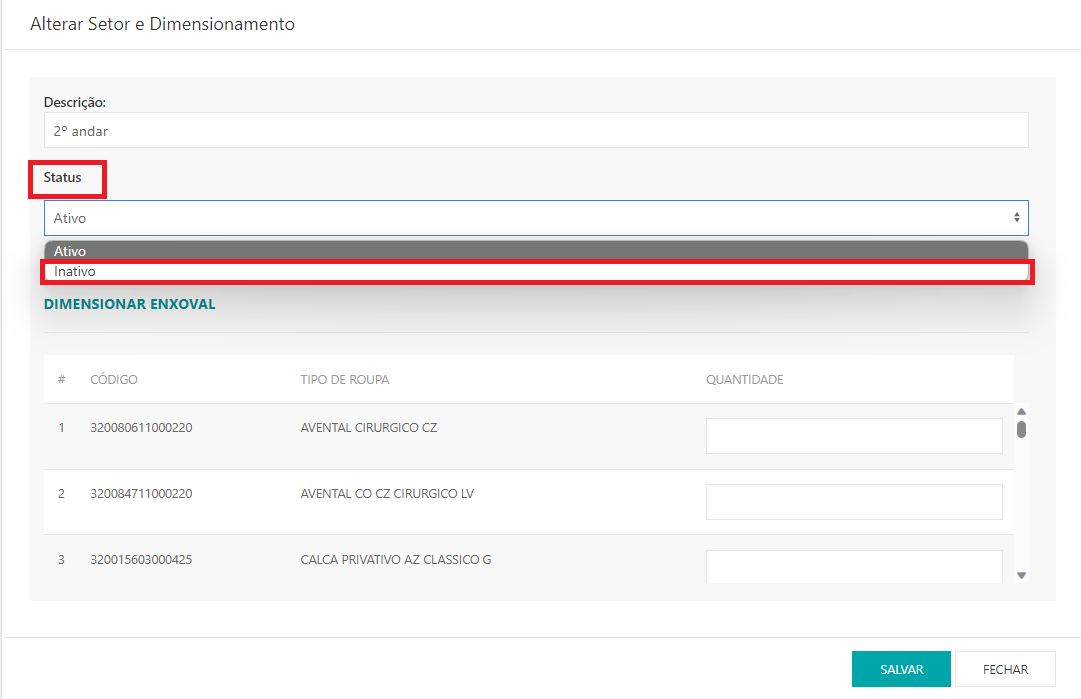 Alterar Setor e Dimensionamento
Descrição:
2º andar
Status
Ativo
Ativo
Inativo
DIMENSIONAR ENXOVAL
# CÓDIGO TIPO DE ROUPA QUANTIDADE
1 320080611000220 AVENTAL CIRURGICO CZ
2 320084711000220 AVENTAL CO CZ CIRURGICO LV
3 320015603000425 CALCA PRIVATIVO AZ CLASSICO G
SALVAR FECHAR